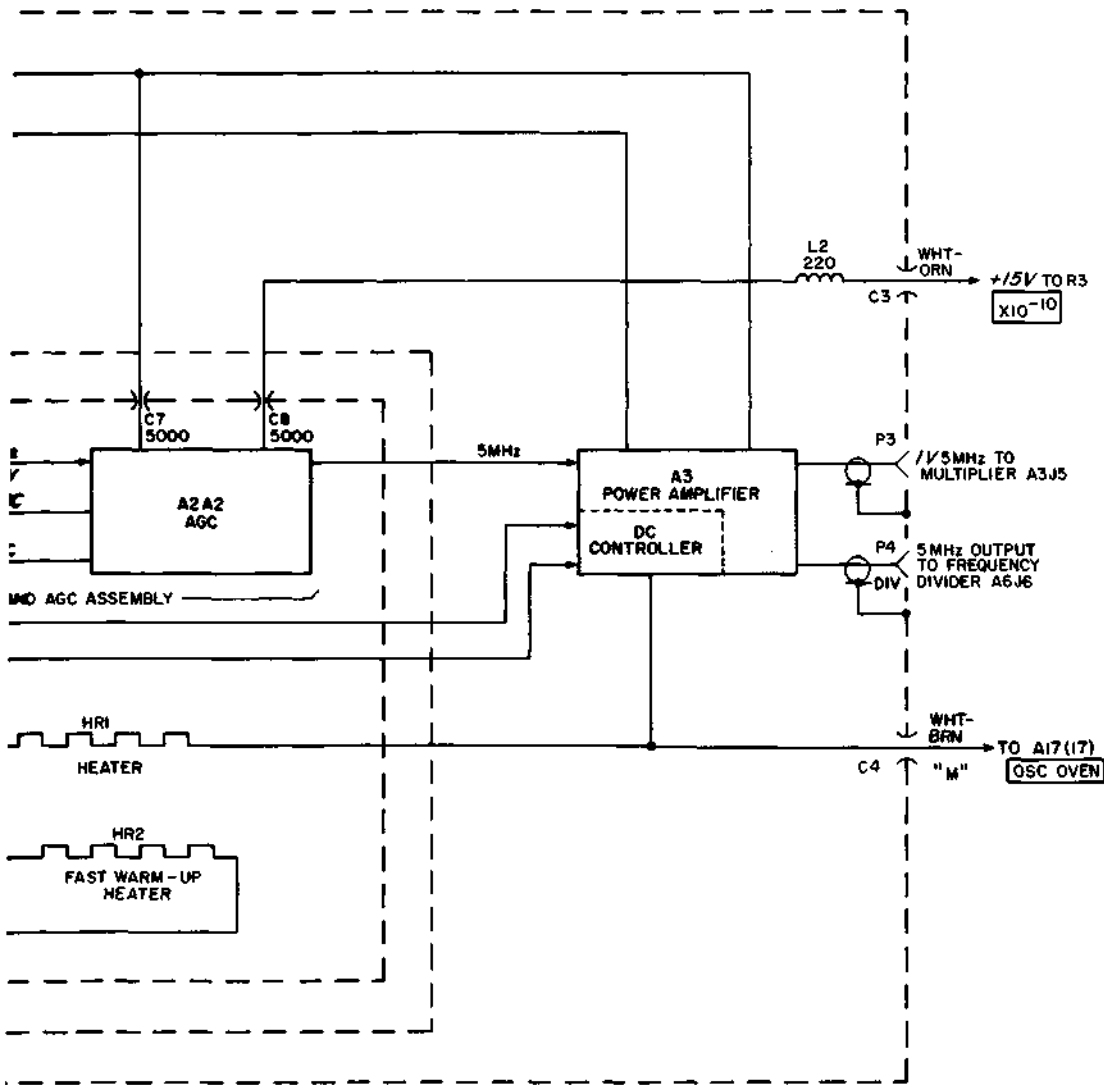 L2
220
WHT-
ORN
C3
+15V TO R3
X10⁻¹⁰
C7
5000
C8
5000
A2A2
AGC
5MHz
A3
POWER AMPLIFIER
DC
CONTROLLER
P3
1V 5MHz TO
MULTIPLIER A3J5
P4
DIV
5MHz OUTPUT
TO FREQUENCY
DIVIDER A6J6
AGC ASSEMBLY
HR1
HEATER
WHT-
BRN
C4
"M"
TO A17(17)
OSC OVEN
HR2
FAST WARM-UP
HEATER